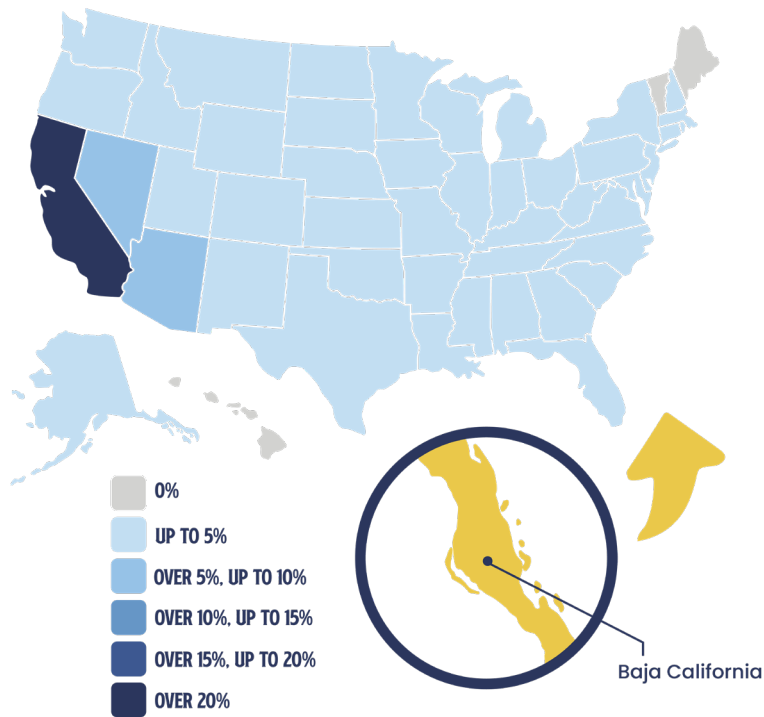 0%
UP TO 5%
OVER 5%, UP TO 10%
OVER 10%, UP TO 15%
OVER 15%, UP TO 20%
OVER 20%
Baja California